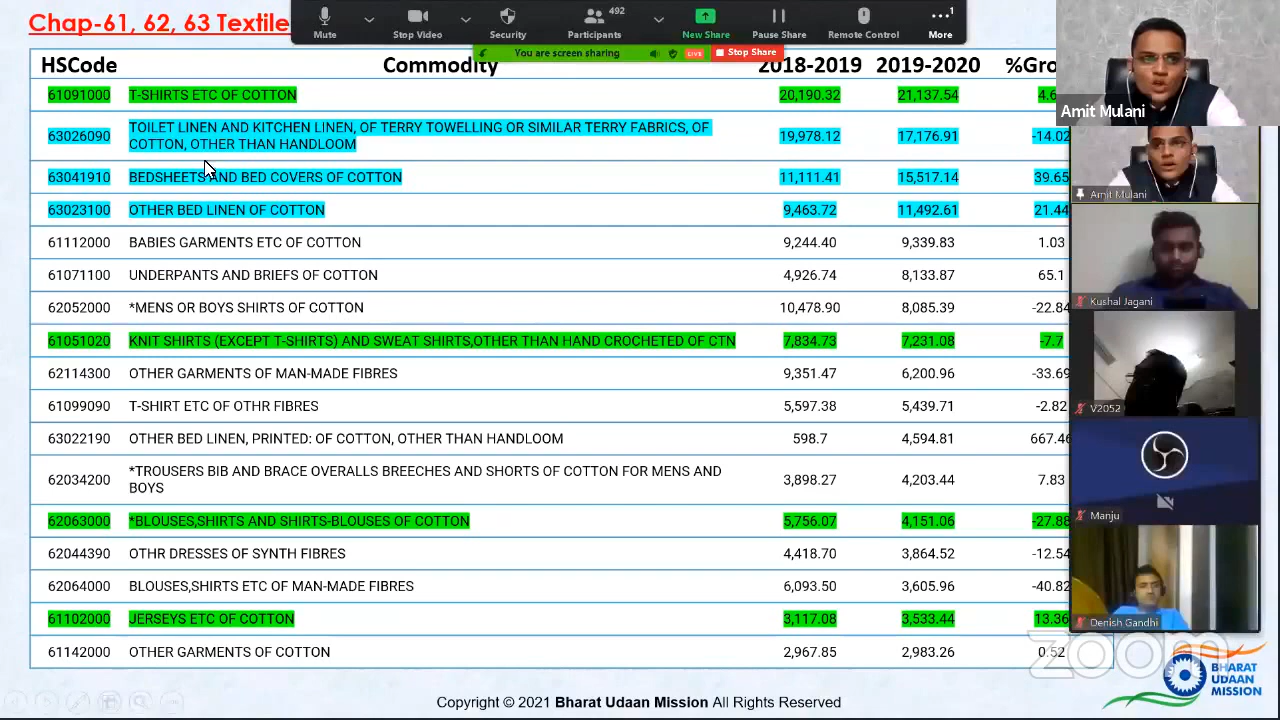 Chap-61, 62, 63 Textile
Mute
Stop Video
Security
492
Participants
New Share
Pause Share
Remote Control
1
More
You are screen sharing
LIVE
Stop Share
HSCode Commodity 2018-2019 2019-2020 %Gro
61091000 T-SHIRTS ETC OF COTTON 20,190.32 21,137.54 4.6
63026090 TOILET LINEN AND KITCHEN LINEN, OF TERRY TOWELLING OR SIMILAR TERRY FABRICS, OF
COTTON, OTHER THAN HANDLOOM 19,978.12 17,176.91 -14.02
63041910 BEDSHEETS AND BED COVERS OF COTTON 11,111.41 15,517.14 39.65
63023100 OTHER BED LINEN OF COTTON 9,463.72 11,492.61 21.44
61112000 BABIES GARMENTS ETC OF COTTON 9,244.40 9,339.83 1.03
61071100 UNDERPANTS AND BRIEFS OF COTTON 4,926.74 8,133.87 65.1
62052000 *MENS OR BOYS SHIRTS OF COTTON 10,478.90 8,085.39 -22.84
61051020 KNIT SHIRTS (EXCEPT T-SHIRTS) AND SWEAT SHIRTS,OTHER THAN HAND CROCHETED OF CTN 7,834.73 7,231.08 -7.7
62114300 OTHER GARMENTS OF MAN-MADE FIBRES 9,351.47 6,200.96 -33.69
61099090 T-SHIRT ETC OF OTHR FIBRES 5,597.38 5,439.71 -2.82
63022190 OTHER BED LINEN, PRINTED: OF COTTON, OTHER THAN HANDLOOM 598.7 4,594.81 667.46
62034200 *TROUSERS BIB AND BRACE OVERALLS BREECHES AND SHORTS OF COTTON FOR MENS AND
BOYS 3,898.27 4,203.44 7.83
62063000 *BLOUSES,SHIRTS AND SHIRTS-BLOUSES OF COTTON 5,756.07 4,151.06 -27.88
62044390 OTHR DRESSES OF SYNTH FIBRES 4,418.70 3,864.52 -12.54
62064000 BLOUSES,SHIRTS ETC OF MAN-MADE FIBRES 6,093.50 3,605.96 -40.82
61102000 JERSEYS ETC OF COTTON 3,117.08 3,533.44 13.36
61142000 OTHER GARMENTS OF COTTON 2,967.85 2,983.26 0.52
Amit Mulani
Amit Mulani
Kushal Jagani
V2052
Manju
Denish Gandhi
zoom
BHARAT
UDAAN
MISSION
Copyright © 2021 Bharat Udaan Mission All Rights Reserved